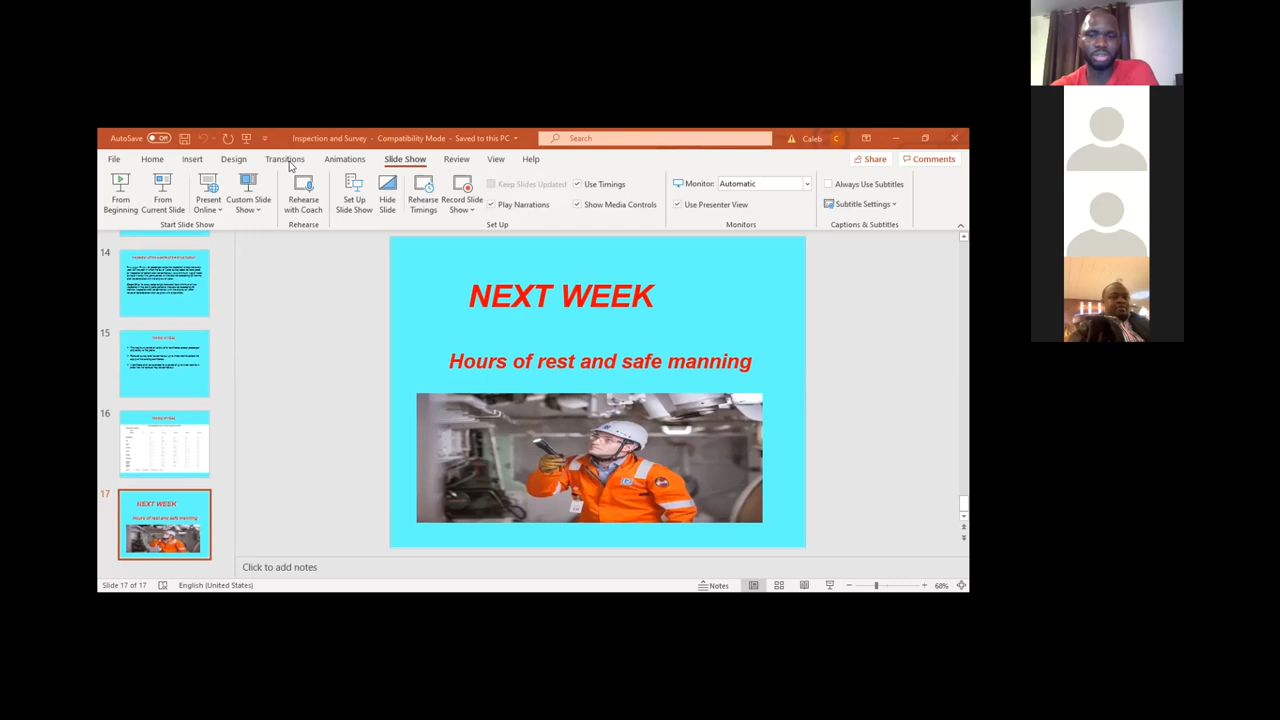 AutoSave Off
Inspection and Survey - Compatibility Mode - Saved to this PC
Search
Caleb C
File Home Insert Design Transitions Animations Slide Show Review View Help
Share Comments
From Beginning
From Current Slide
Present Online
Custom Slide Show
Start Slide Show
Rehearse with Coach
Rehearse
Set Up Slide Show
Hide Slide
Rehearse Timings
Record Slide Show
Keep Slides Updated
Play Narrations
Use Timings
Show Media Controls
Set Up
Monitor: Automatic
Use Presenter View
Monitors
Always Use Subtitles
Subtitle Settings
Captions & Subtitles
14
15
16
17
NEXT WEEK
Hours of rest and safe manning
NEXT WEEK
Hours of rest and safe manning
Click to add notes
Slide 17 of 17
English (United States)
Notes
68%